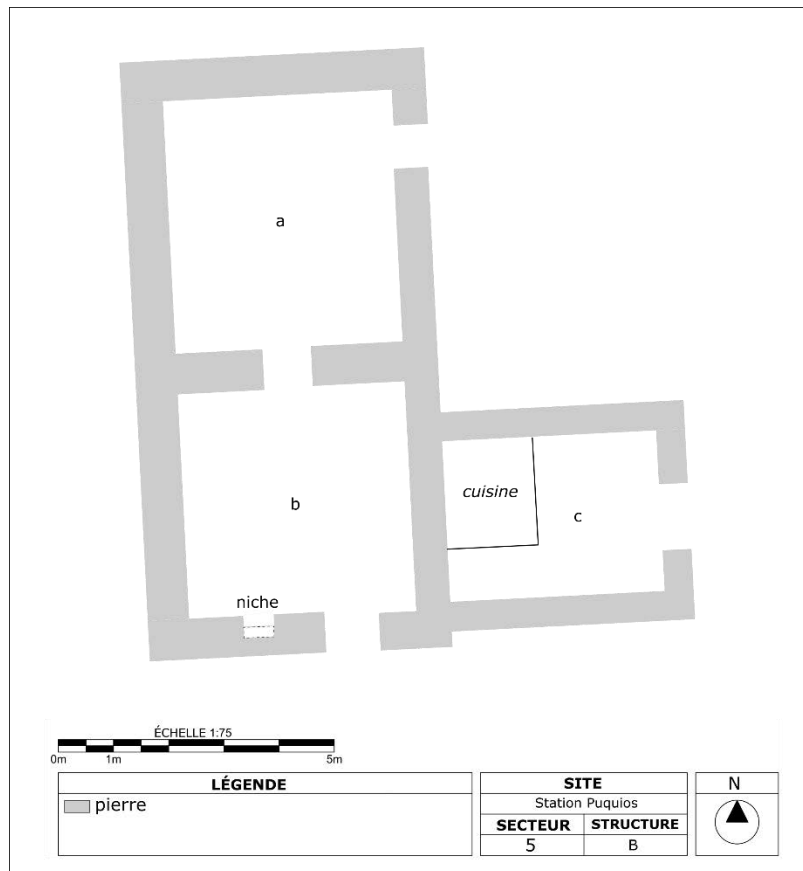 a
b
cuisine
c
niche
ÉCHELLE 1:75
0m 1m 5m
LÉGENDE
pierre
SITE
Station Puquios
SECTEUR STRUCTURE
5 B
N